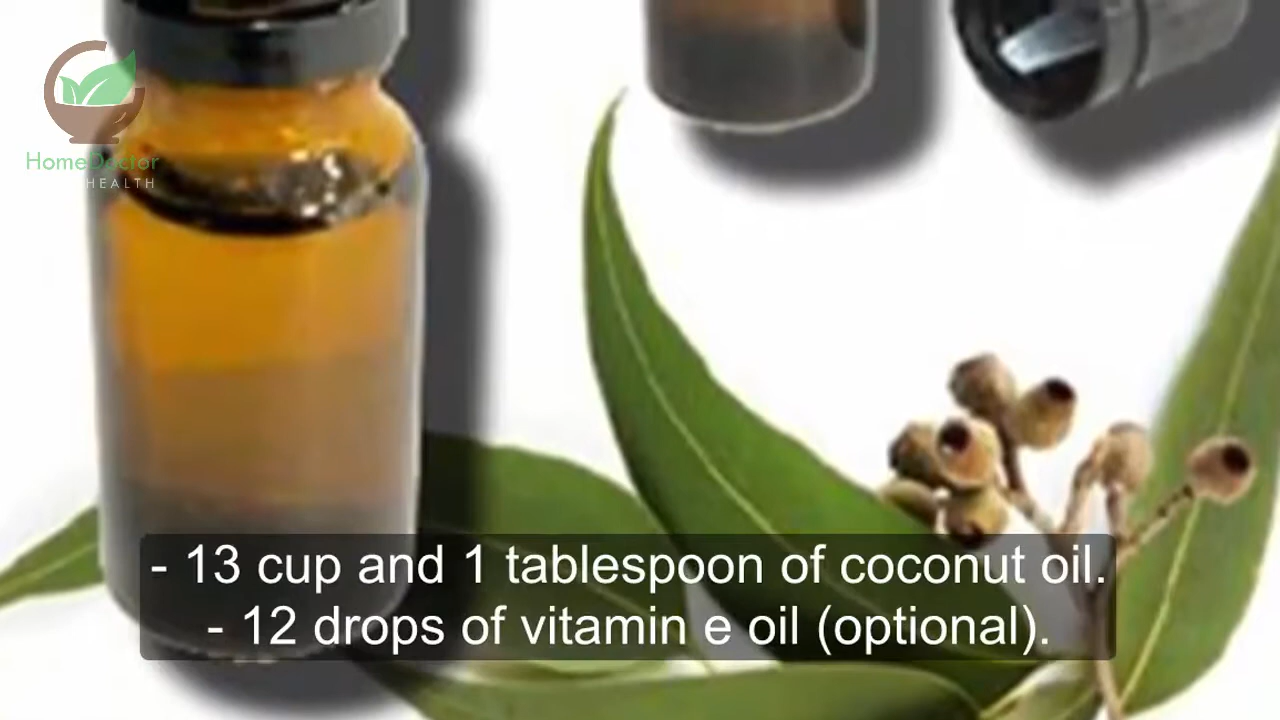 HomeDoctor
HEALTH
- 13 cup and 1 tablespoon of coconut oil.
- 12 drops of vitamin e oil (optional).